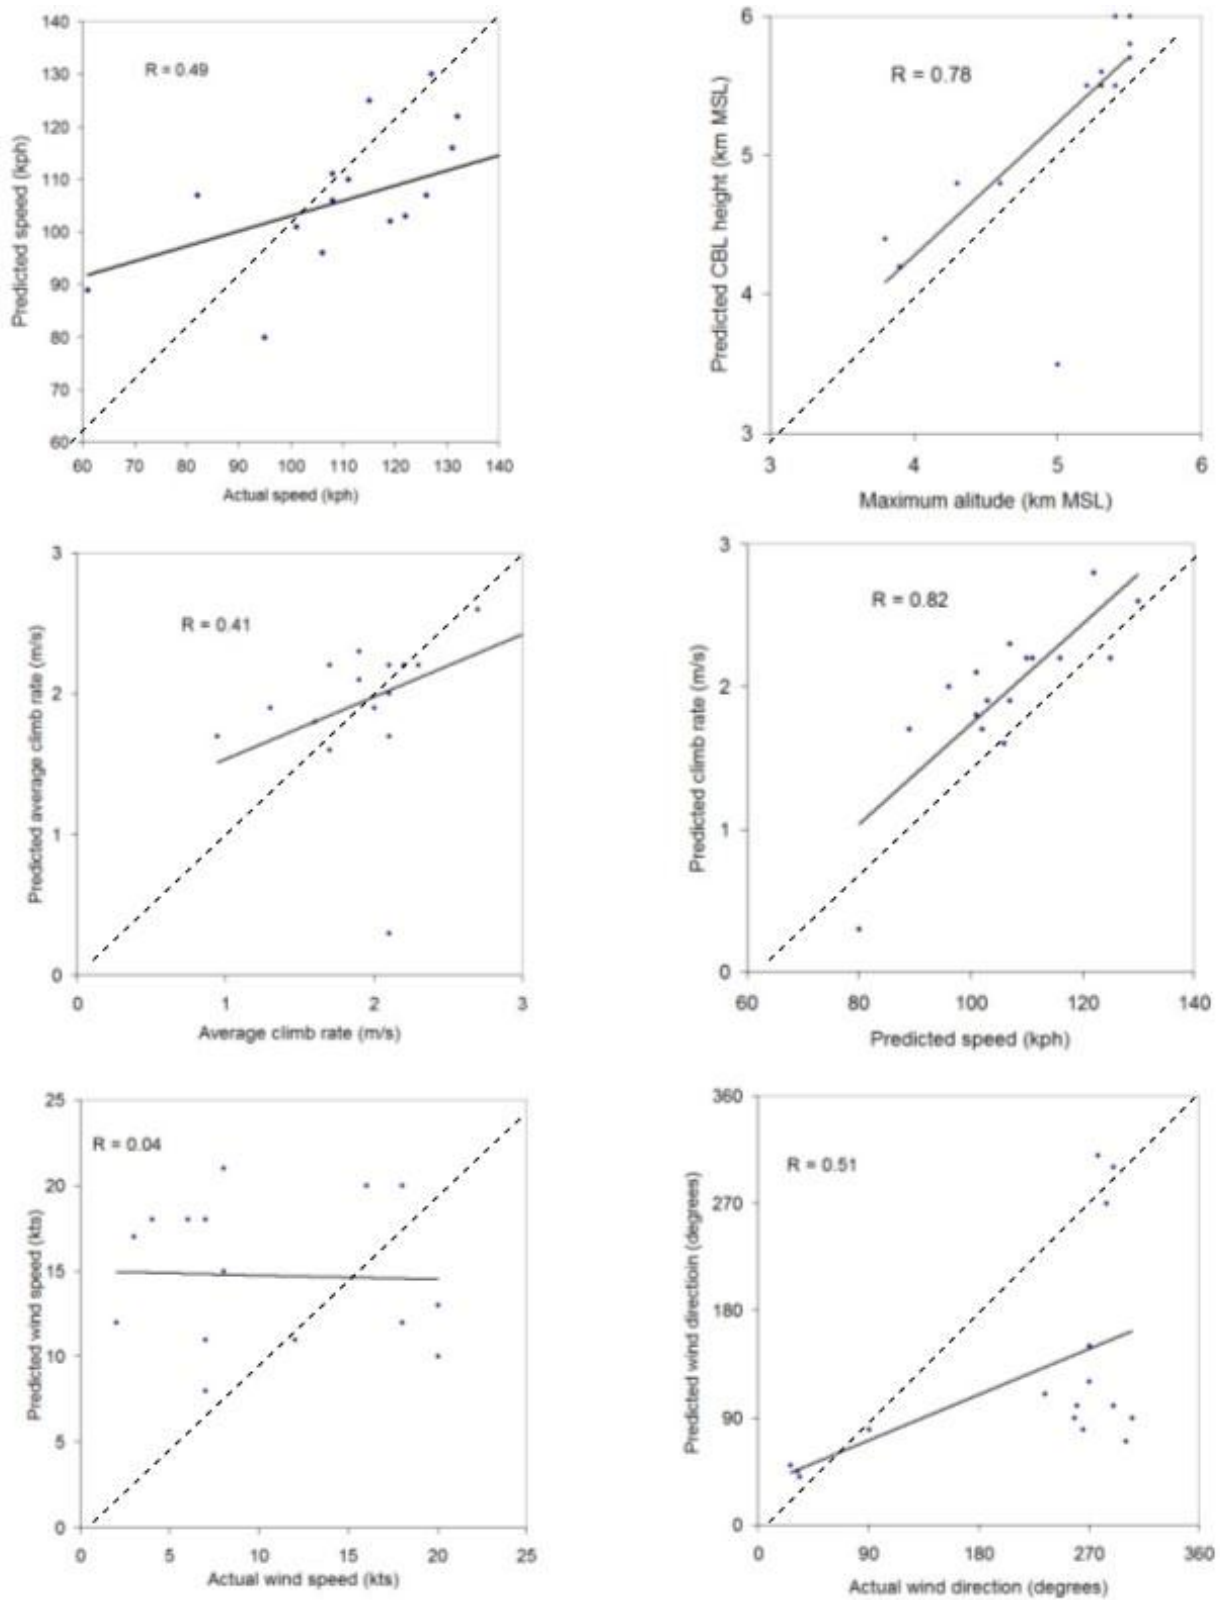 140
130
120
110
100
90
80
70
60
R = 0.49
Predicted speed (kph)
60 70 80 90 100 110 120 130 140
Actual speed (kph)
6
5
4
3
R = 0.78
Predicted CBL height (km MSL)
3 4 5 6
Maximum alitude (km MSL)
3
2
1
0
R = 0.41
Predicted average climb rate (m/s)
0 1 2 3
Average climb rate (m/s)
3
2
1
0
R = 0.82
Predicted climb rate (m/s)
60 80 100 120 140
Predicted speed (kph)
25
20
15
10
5
0
R = 0.04
Predicted wind speed (kts)
0 5 10 15 20 25
Actual wind speed (kts)
360
270
180
90
0
R = 0.51
Predicted wind directioin (degrees)
0 90 180 270 360
Actual wind direction (degrees)